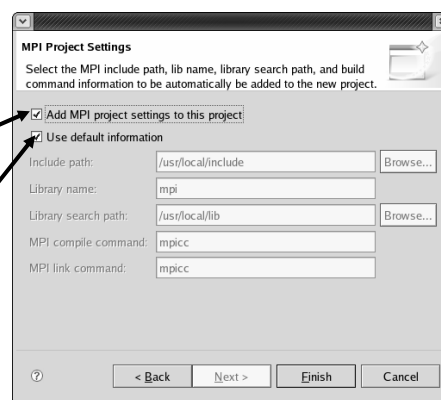 MPI Project Settings
Select the MPI include path, lib name, library search path, and build
command information to be automatically be added to the new project.
Add MPI project settings to this project
Use default information
Include path: /usr/local/include Browse...
Library name: mpi
Library search path: /usr/local/lib Browse...
MPI compile command: mpicc
MPI link command: mpicc
? < Back Next > Finish Cancel